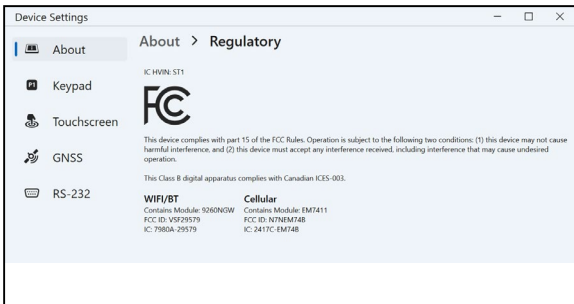 Device Settings
About > Regulatory
About
Keypad
Touchscreen
GNSS
RS-232
IC HVIN: ST1
FC
This device complies with part 15 of the FCC Rules. Operation is subject to the following two conditions: (1) this device may not cause
harmful interference, and (2) this device must accept any interference received, including interference that may cause undesired
operation.
This Class B digital apparatus complies with Canadian ICES-003.
WIFI/BT
Contains Module: 9260NGW
FCC ID: VSF29579
IC: 7980A-29579
Cellular
Contains Module: EM7411
FCC ID: N7NEM74B
IC: 2417C-EM74B